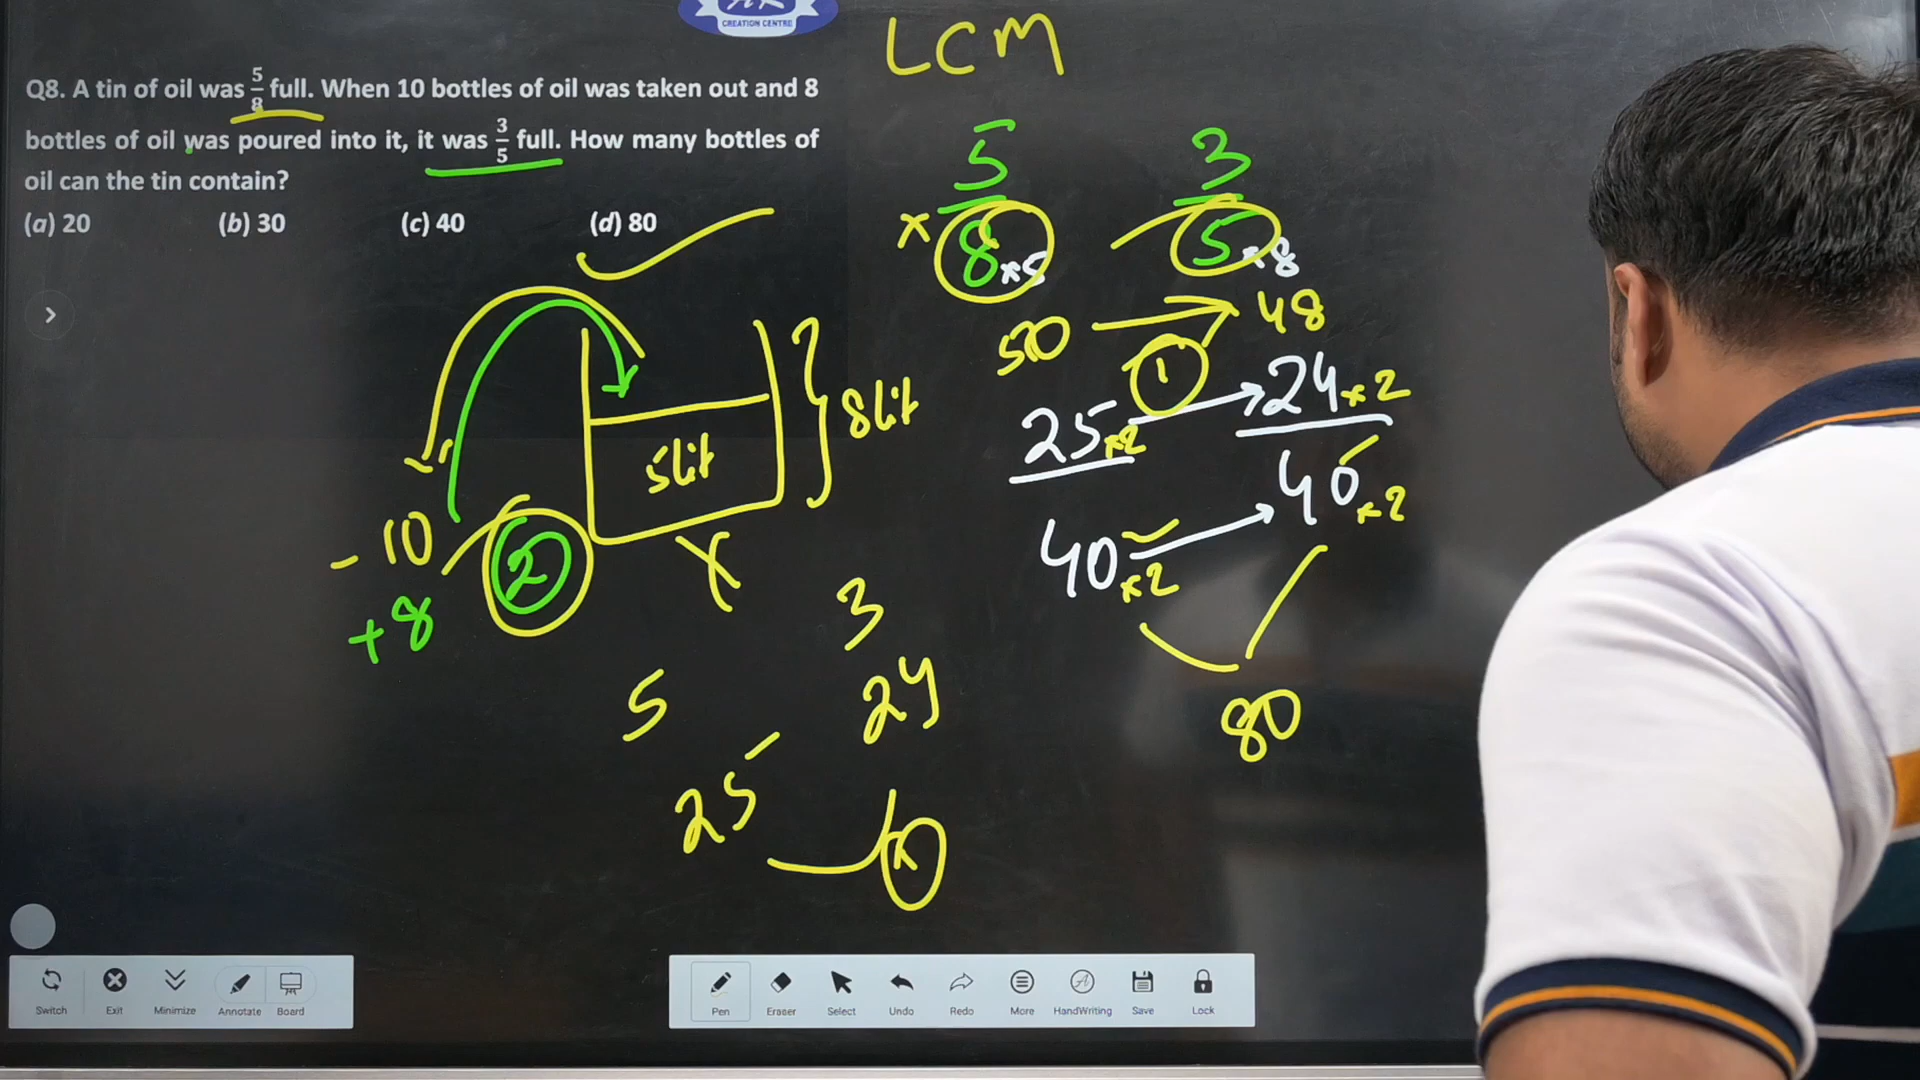 CREATION CENTRE
LCM
Q8. A tin of oil was 5/8 full. When 10 bottles of oil was taken out and 8
bottles of oil was poured into it, it was 3/5 full. How many bottles of
oil can the tin contain?
(a) 20 (b) 30 (c) 40 (d) 80
5 3
× 8×5 5×8
50 48
1
25×2 24×2
40×2 40×2
80
8lit
5lit
- 10
+8
2
X
3
5
24
25
1
Switch Exit Minimize Annotate Board
Pen Eraser Select Undo Redo More HandWriting Save Lock